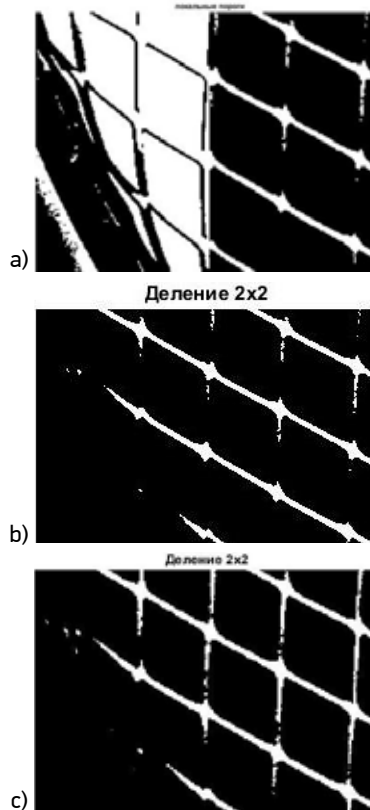 локальные пороги
a)
Деление 2x2
b)
Деление 2x2
c)